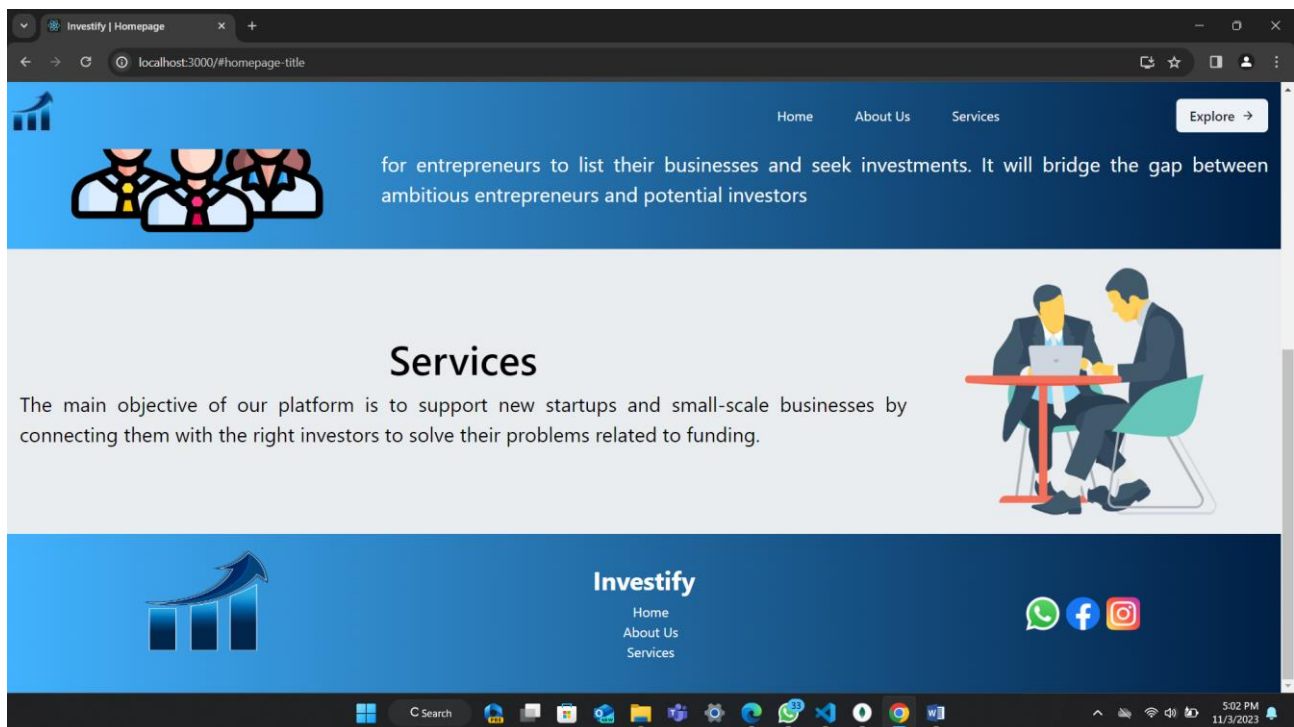 Investify | Homepage
localhost:3000/#homepage-title
Home About Us Services Explore →
for entrepreneurs to list their businesses and seek investments. It will bridge the gap between
ambitious entrepreneurs and potential investors
Services
The main objective of our platform is to support new startups and small-scale businesses by
connecting them with the right investors to solve their problems related to funding.
Investify
Home
About Us
Services
Search
33
5:02 PM
11/3/2023